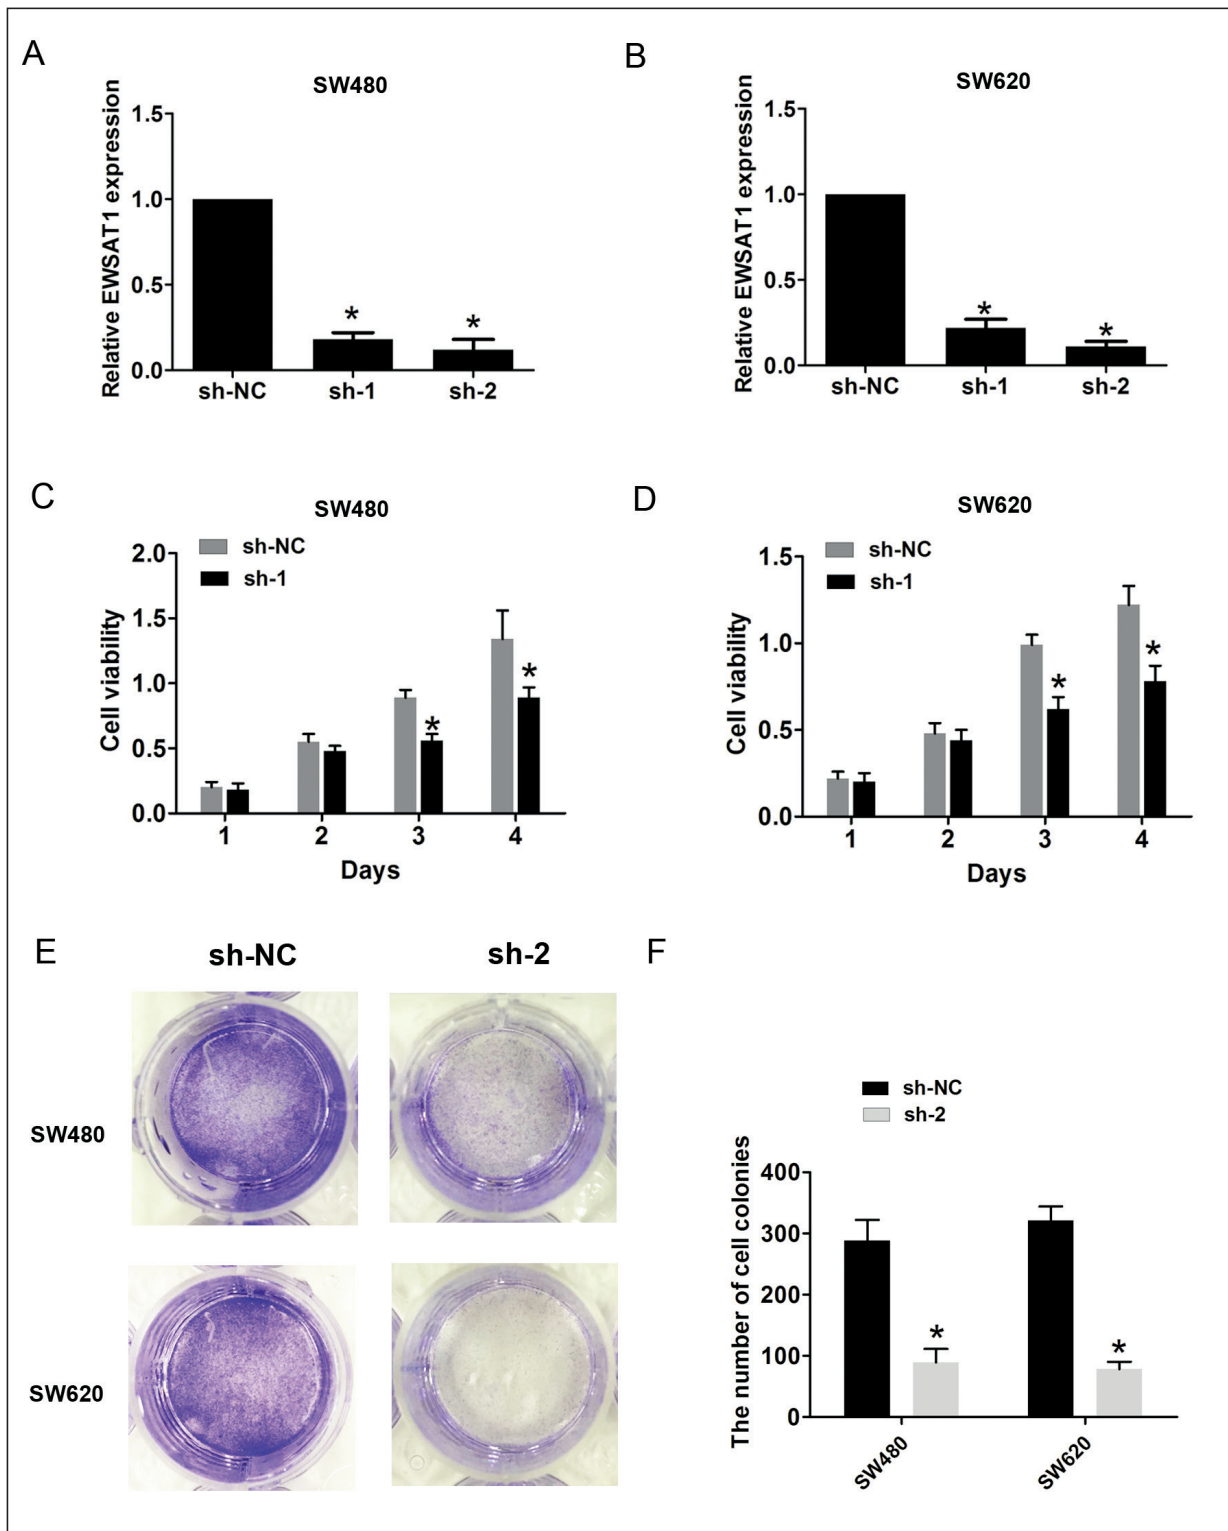 A
SW480
Relative EWSAT1 expression
1.5
1.0
0.5
0.0
*
*
sh-NC sh-1 sh-2
B
SW620
Relative EWSAT1 expression
1.5
1.0
0.5
0.0
*
*
sh-NC sh-1 sh-2
C
SW480
sh-NC
sh-1
Cell viability
2.0
1.5
1.0
0.5
0.0
*
*
1 2 3 4
Days
D
SW620
sh-NC
sh-1
Cell viability
1.5
1.0
0.5
0.0
*
*
1 2 3 4
Days
E
sh-NC sh-2
SW480
SW620
F
sh-NC
sh-2
The number of cell colonies
400
300
200
100
0
*
*
SW480 SW620